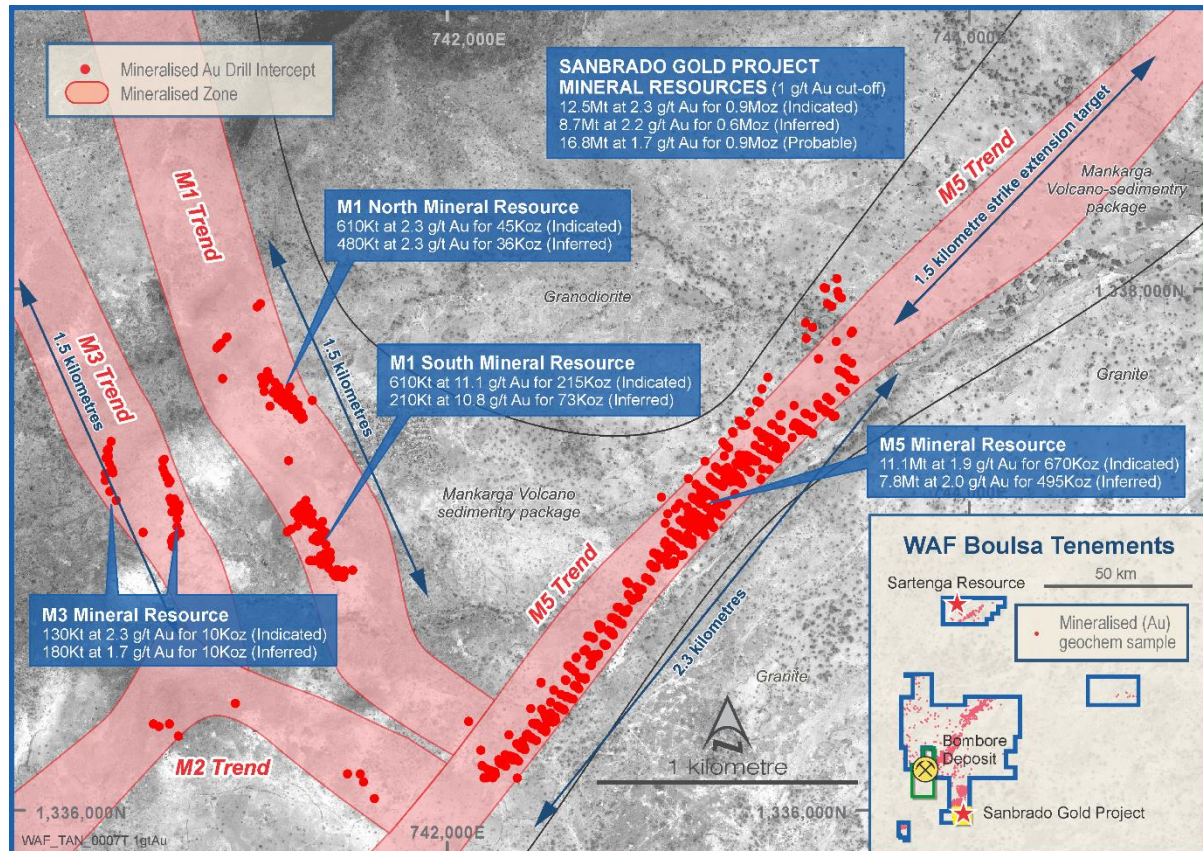 742,000E
744,000E
Mineralised Au Drill Intercept
Mineralised Zone
SANBRADO GOLD PROJECT
MINERAL RESOURCES (1 g/t Au cut-off)
12.5Mt at 2.3 g/t Au for 0.9Moz (Indicated)
8.7Mt at 2.2 g/t Au for 0.6Moz (Inferred)
16.8Mt at 1.7 g/t Au for 0.9Moz (Probable)
M5 Trend
1.5 kilometre strike extension target
Mankarga
Volcano-sedimentry
package
M1 Trend
M1 North Mineral Resource
610Kt at 2.3 g/t Au for 45Koz (Indicated)
480Kt at 2.3 g/t Au for 36Koz (Inferred)
Granodiorite
1,338,000N
1,338,000N
M3 Trend
1.5 kilometres
1.5 kilometres
M1 South Mineral Resource
610Kt at 11.1 g/t Au for 215Koz (Indicated)
210Kt at 10.8 g/t Au for 73Koz (Inferred)
Granite
M5 Mineral Resource
11.1Mt at 1.9 g/t Au for 670Koz (Indicated)
7.8Mt at 2.0 g/t Au for 495Koz (Inferred)
Mankarga Volcano
sedimentry package
744,000E
M5 Trend
M3 Mineral Resource
130Kt at 2.3 g/t Au for 10Koz (Indicated)
180Kt at 1.7 g/t Au for 10Koz (Inferred)
2.3 kilometres
Granite
M2 Trend
N
1 kilometre
1,336,000N
1,336,000N
742,000E
WAF_TAN_0007T 1gtAu
WAF Boulsa Tenements
Sartenga Resource
50 km
Mineralised (Au)
geochem sample
Bombore
Deposit
Sanbrado Gold Project